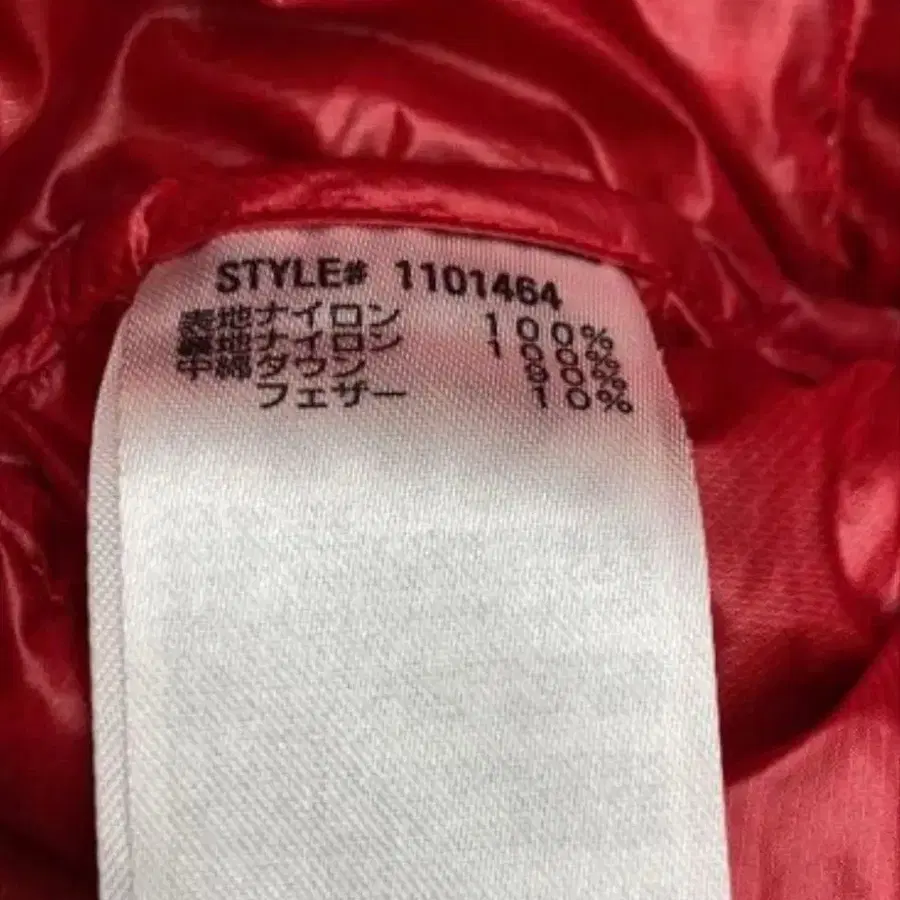 STYLE# 1101464
表地ナイロン 100%
裏地ナイロン 100%
中綿ダウン 90%
フェザー 10%